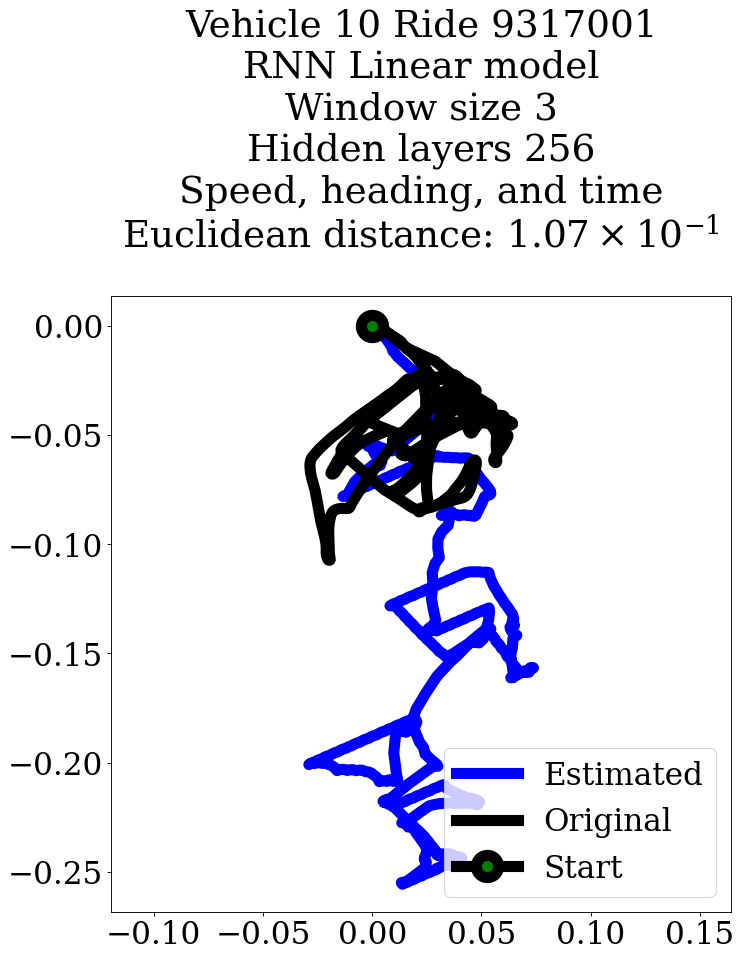 Vehicle 10 Ride 9317001
RNN Linear model
Window size 3
Hidden layers 256
Speed, heading, and time
Euclidean distance: 1.07 × 10⁻¹
0.00
−0.05
−0.10
−0.15
−0.20
−0.25
Estimated
Original
Start
−0.10 −0.05 0.00 0.05 0.10 0.15